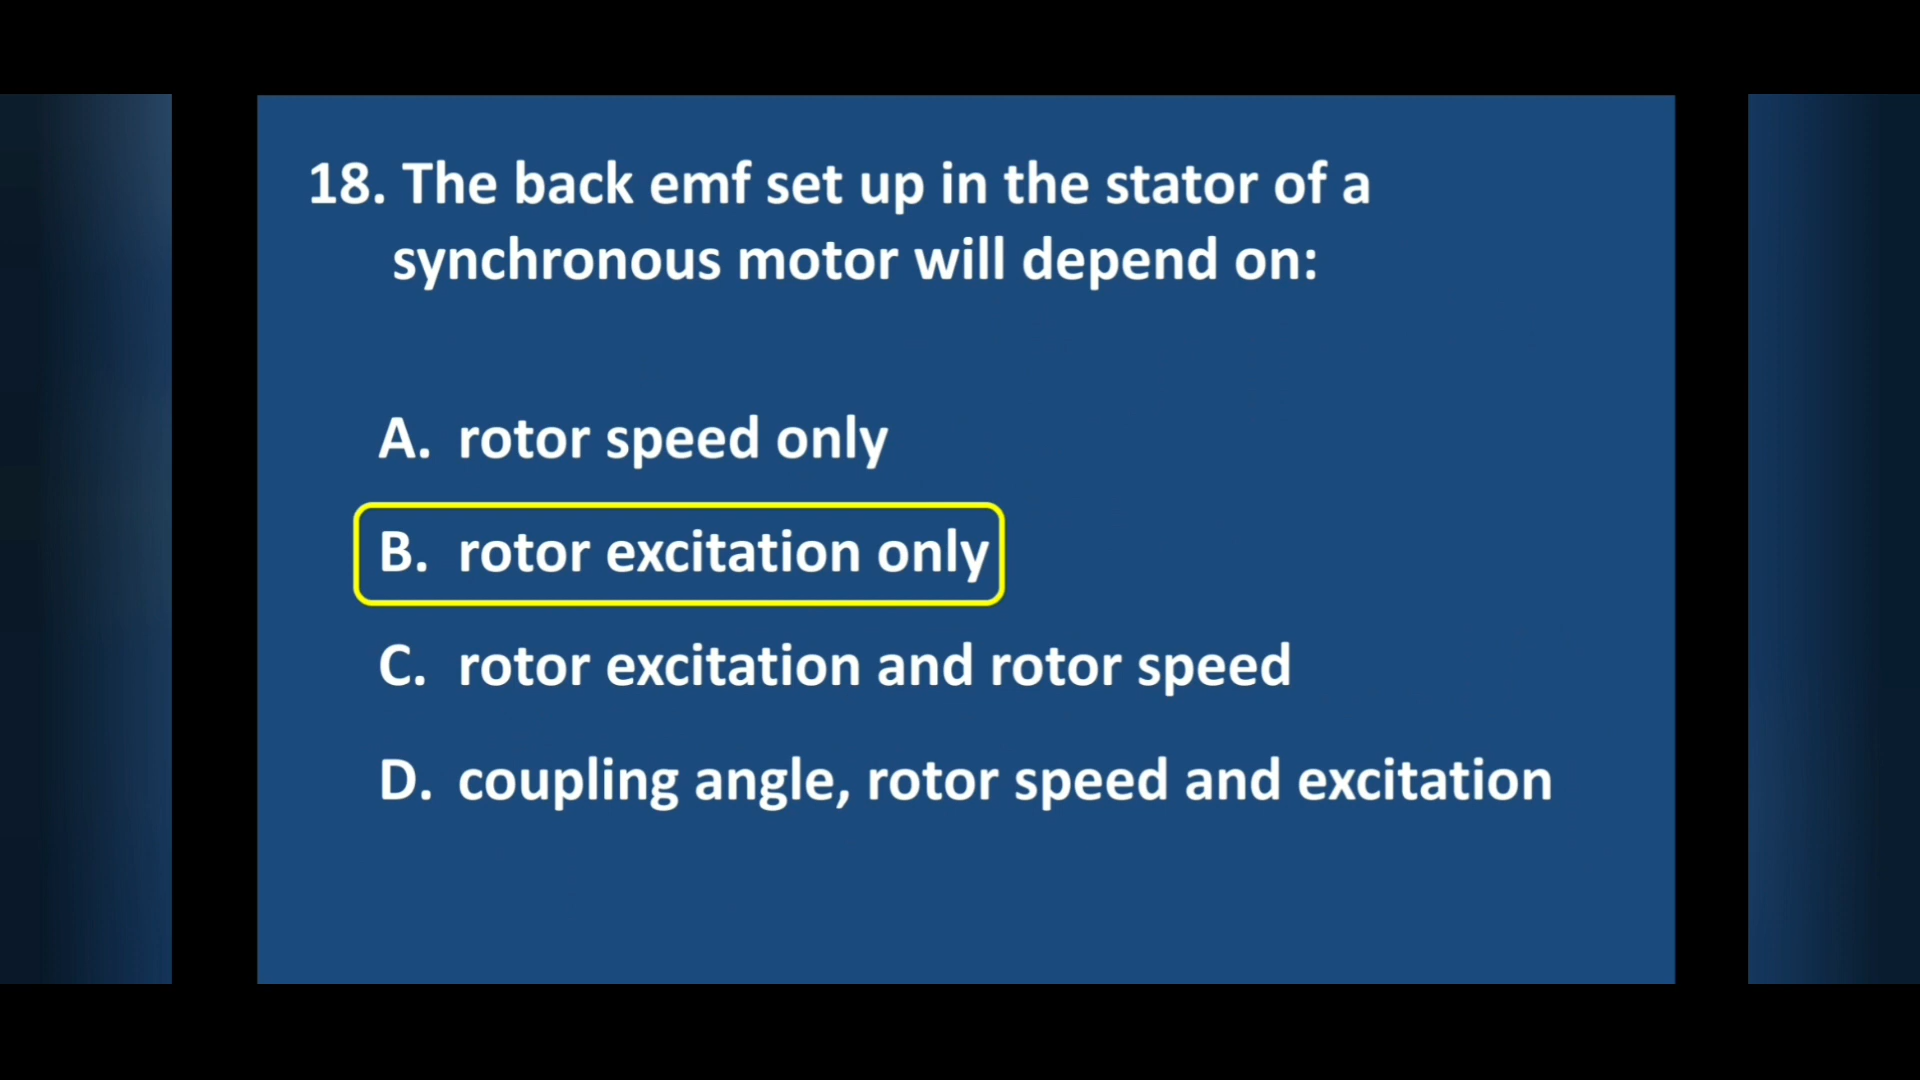 18. The back emf set up in the stator of a
synchronous motor will depend on:
A. rotor speed only
B. rotor excitation only
C. rotor excitation and rotor speed
D. coupling angle, rotor speed and excitation